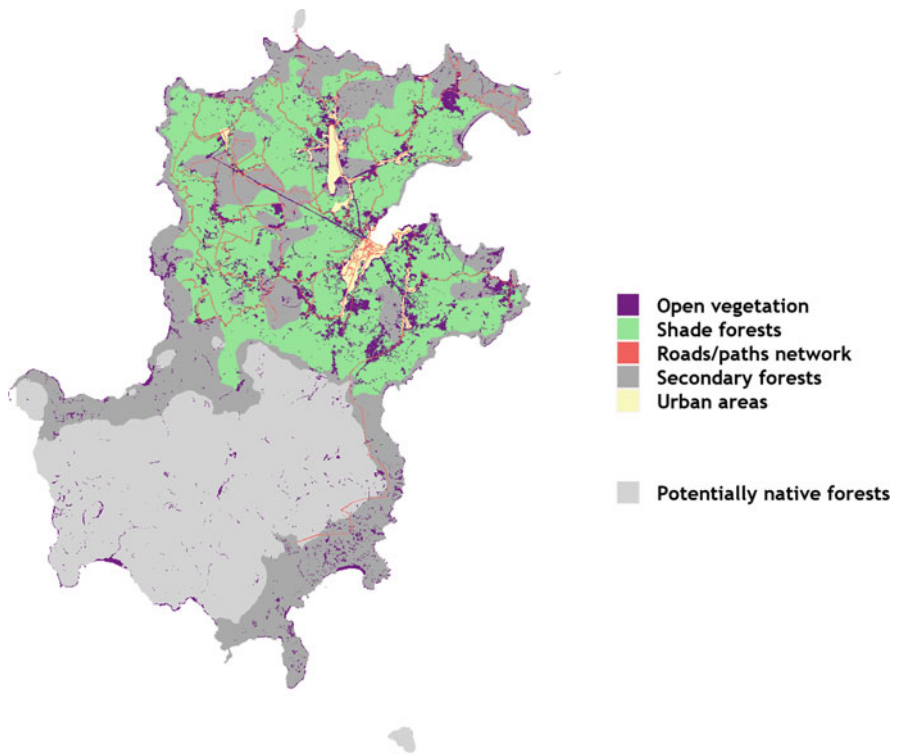 Open vegetation
Shade forests
Roads/paths network
Secondary forests
Urban areas
Potentially native forests